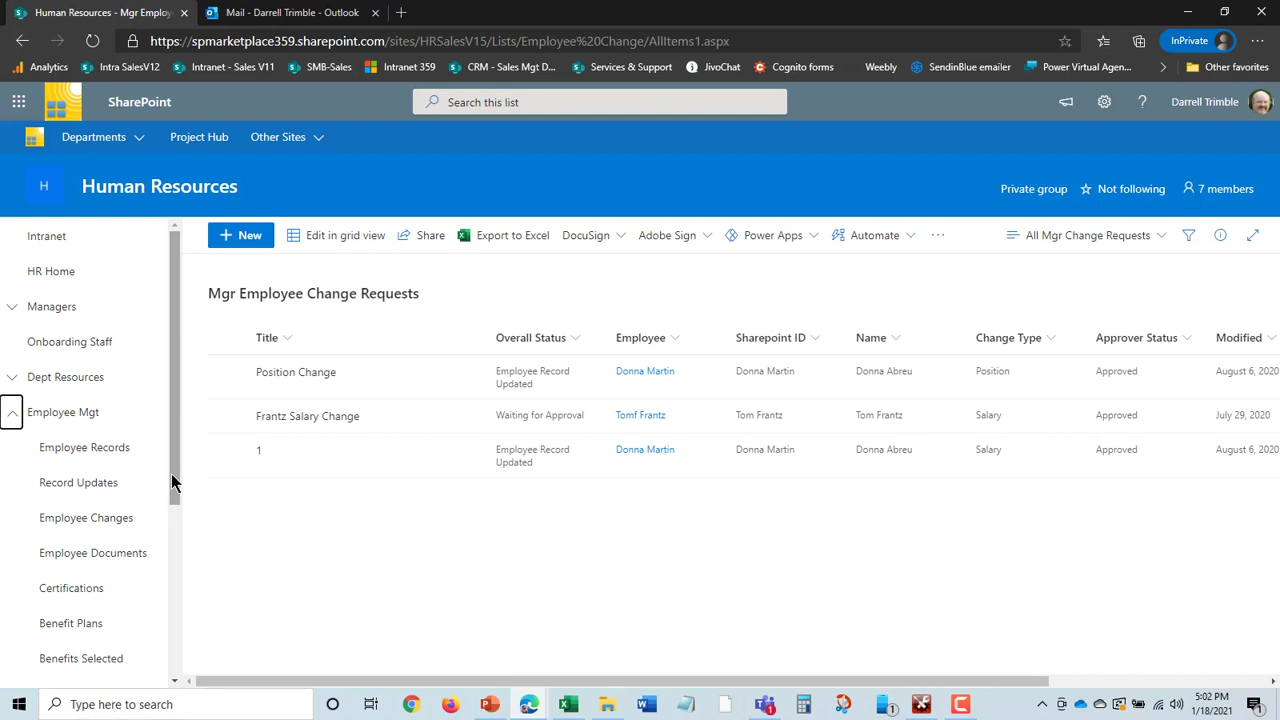 Human Resources - Mgr Employ
Mail - Darrell Trimble - Outlook
https://spmarketplace359.sharepoint.com/sites/HRSalesV15/Lists/Employee%20Change/AllItems1.aspx
InPrivate
Analytics
Intra SalesV12
Intranet - Sales V11
SMB-Sales
Intranet 359
CRM - Sales Mgt D...
Services & Support
JivoChat
Cognito forms
Weebly
SendinBlue emailer
Power Virtual Agen...
Other favorites
SharePoint
Search this list
Darrell Trimble
Departments
Project Hub
Other Sites
H
Human Resources
Private group
Not following
7 members
Intranet
HR Home
Managers
Onboarding Staff
Dept Resources
Employee Mgt
Employee Records
Record Updates
Employee Changes
Employee Documents
Certifications
Benefit Plans
Benefits Selected
New
Edit in grid view
Share
Export to Excel
DocuSign
Adobe Sign
Power Apps
Automate
All Mgr Change Requests
Mgr Employee Change Requests
Title Overall Status Employee Sharepoint ID Name Change Type Approver Status Modified
Position Change Employee Record Donna Martin Donna Martin Donna Abreu Position Approved August 6, 2020
Updated
Frantz Salary Change Waiting for Approval Tomf Frantz Tom Frantz Tom Frantz Salary Approved July 29, 2020
1 Employee Record Donna Martin Donna Martin Donna Abreu Salary Approved August 6, 2020
Updated
Type here to search
5:02 PM
1/18/2021